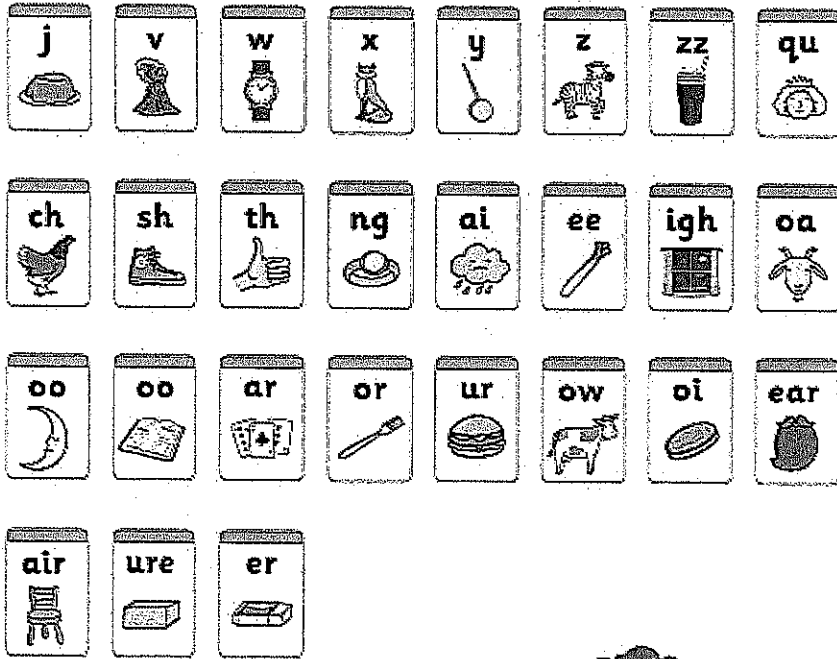 j v w x y z zz qu
ch sh th ng ai ee igh oa
oo oo ar or ur ow oi ear
air ure er